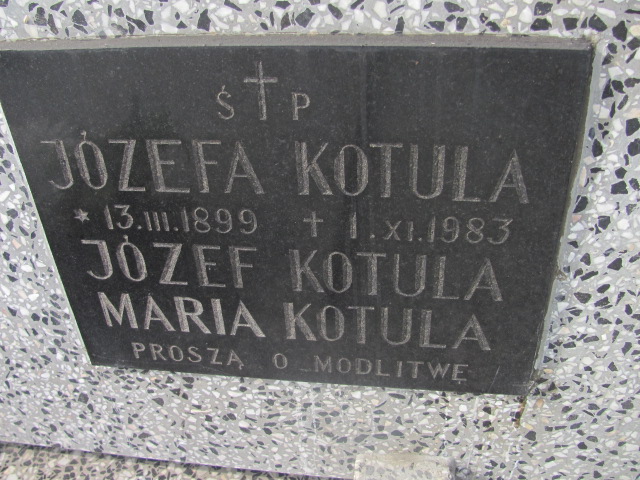 Ś P
JÓZEFA KOTULA
* 13.III.1899 + 1.XI.1983
JÓZEF KOTULA
MARIA KOTULA
PROSZĄ O MODLITWĘ